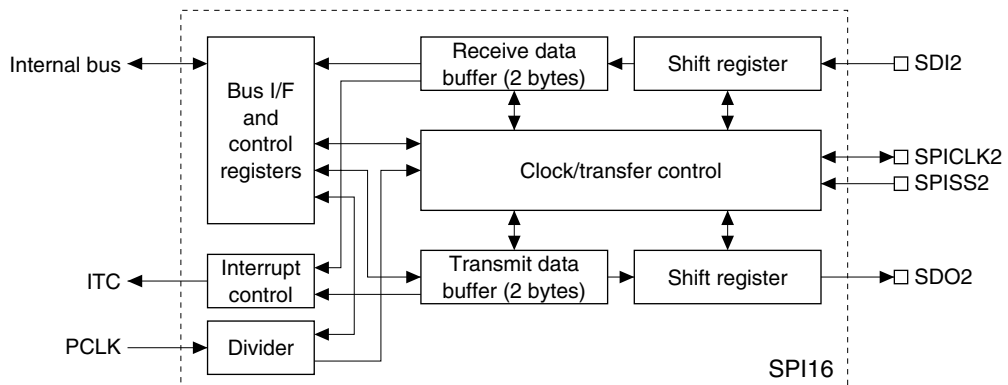 Internal bus
Bus I/F
and
control
registers
Receive data
buffer (2 bytes)
Shift register
SDI2
Clock/transfer control
SPICLK2
SPISS2
ITC
Interrupt
control
Transmit data
buffer (2 bytes)
Shift register
SDO2
PCLK
Divider
SPI16